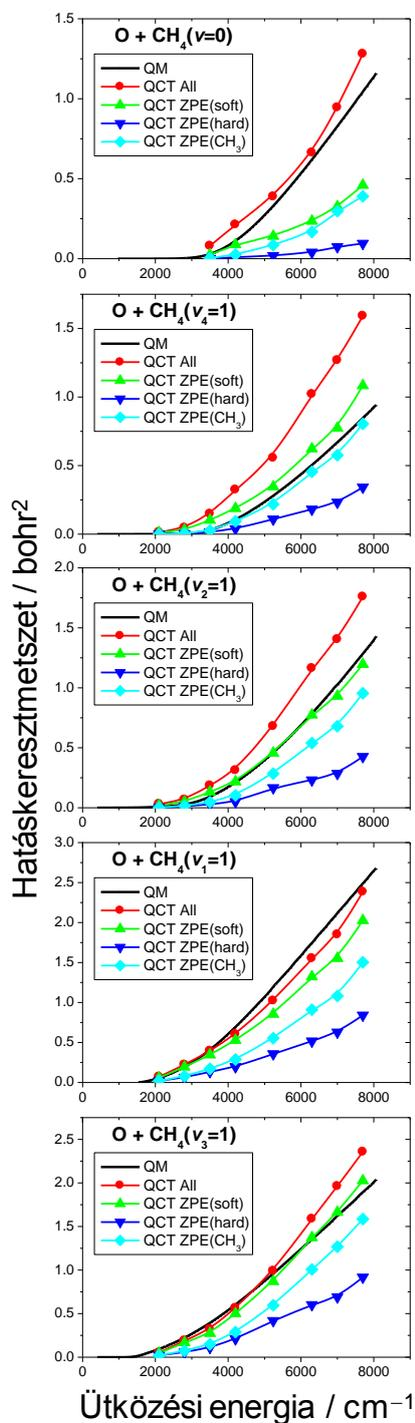 O + CH₄(v=0)
QM
QCT All
QCT ZPE(soft)
QCT ZPE(hard)
QCT ZPE(CH₃)
1.5
1.0
0.5
0.0
0 2000 4000 6000 8000
O + CH₄(v₄=1)
QM
QCT All
QCT ZPE(soft)
QCT ZPE(hard)
QCT ZPE(CH₃)
1.5
1.0
0.5
0.0
0 2000 4000 6000 8000
O + CH₄(v₂=1)
QM
QCT All
QCT ZPE(soft)
QCT ZPE(hard)
QCT ZPE(CH₃)
2.0
1.5
1.0
0.5
0.0
0 2000 4000 6000 8000
O + CH₄(v₁=1)
QM
QCT All
QCT ZPE(soft)
QCT ZPE(hard)
QCT ZPE(CH₃)
3.0
2.5
2.0
1.5
1.0
0.5
0.0
0 2000 4000 6000 8000
O + CH₄(v₃=1)
QM
QCT All
QCT ZPE(soft)
QCT ZPE(hard)
QCT ZPE(CH₃)
2.5
2.0
1.5
1.0
0.5
0.0
0 2000 4000 6000 8000
Hatáskeresztmetszet / bohr²
Ütközési energia / cm⁻¹